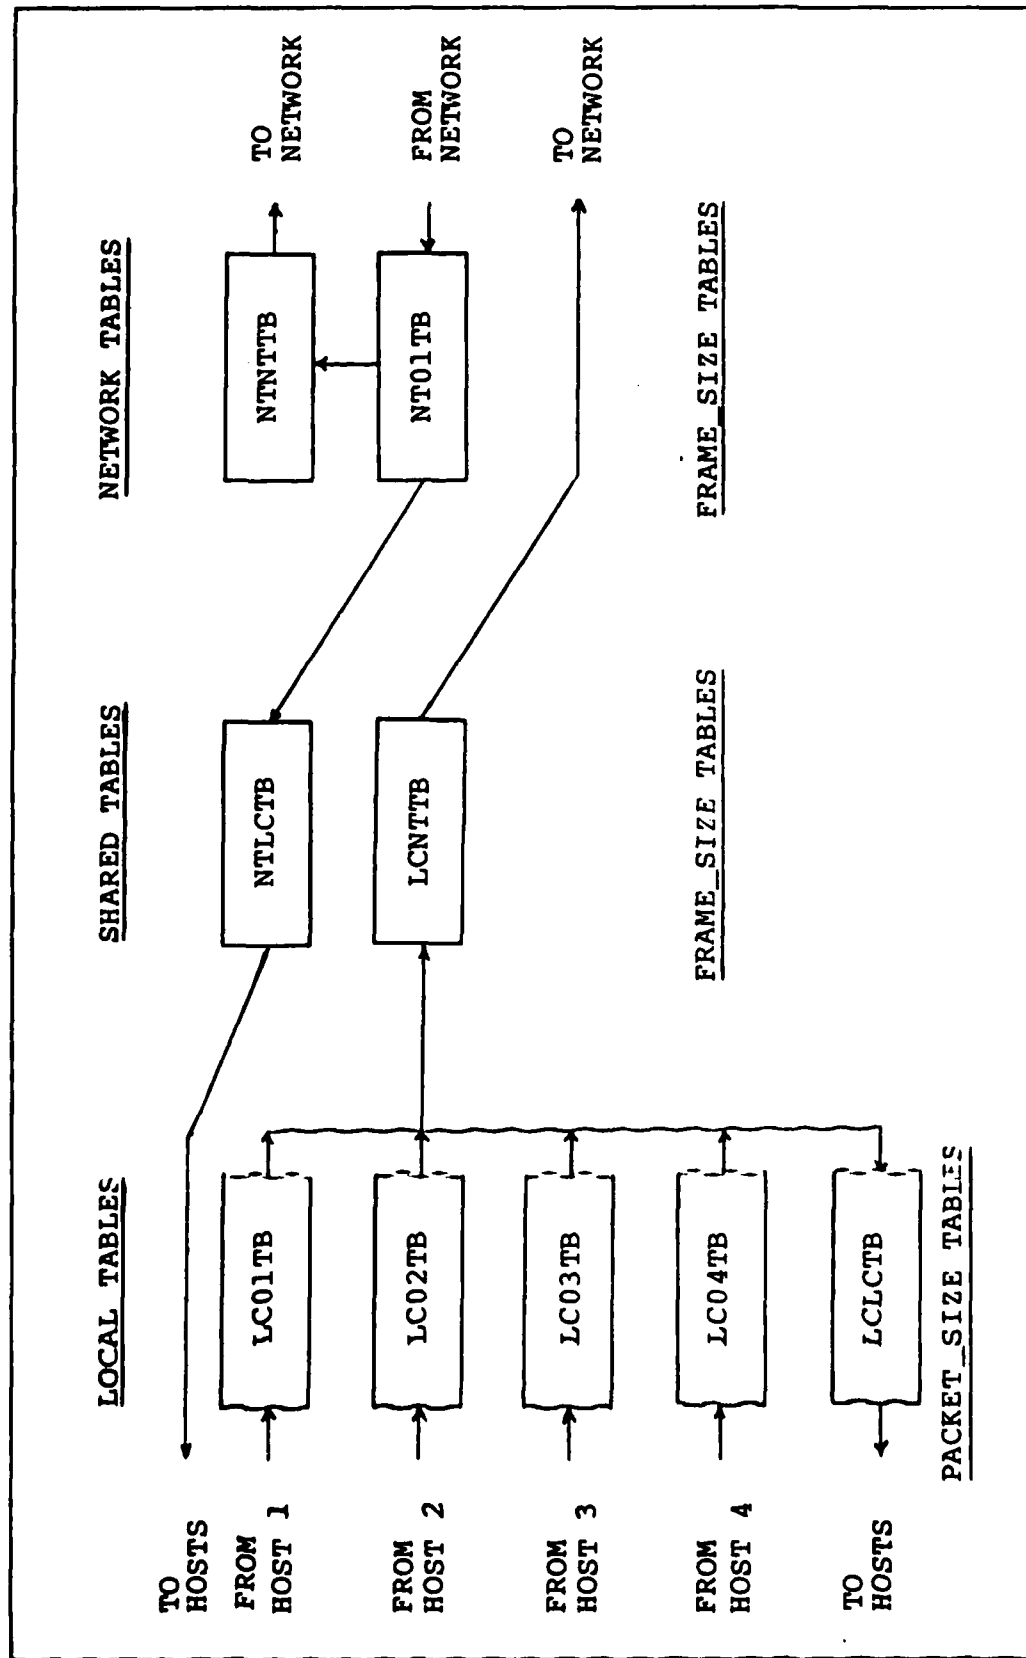 LOCAL TABLES
SHARED TABLES
NETWORK TABLES
TO
HOSTS
FROM
HOST 1
LC01TB
NTLCTB
NTNTTB
TO
NETWORK
FROM
HOST 2
LC02TB
LCNTTB
NT01TB
FROM
NETWORK
FROM
HOST 3
LC03TB
TO
NETWORK
FROM
HOST 4
LC04TB
FRAME_SIZE TABLES
FRAME_SIZE TABLES
TO
HOSTS
LCLCTB
PACKET_SIZE TABLES